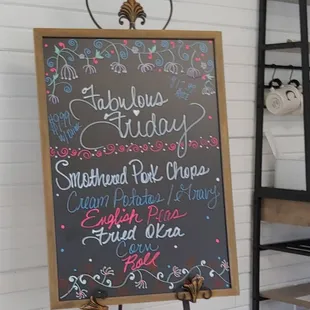 Fabulous
Friday
Smothered Pork Chops
Cream Potatoes / Gravy
English Peas
Fried Okra
Corn
Roll